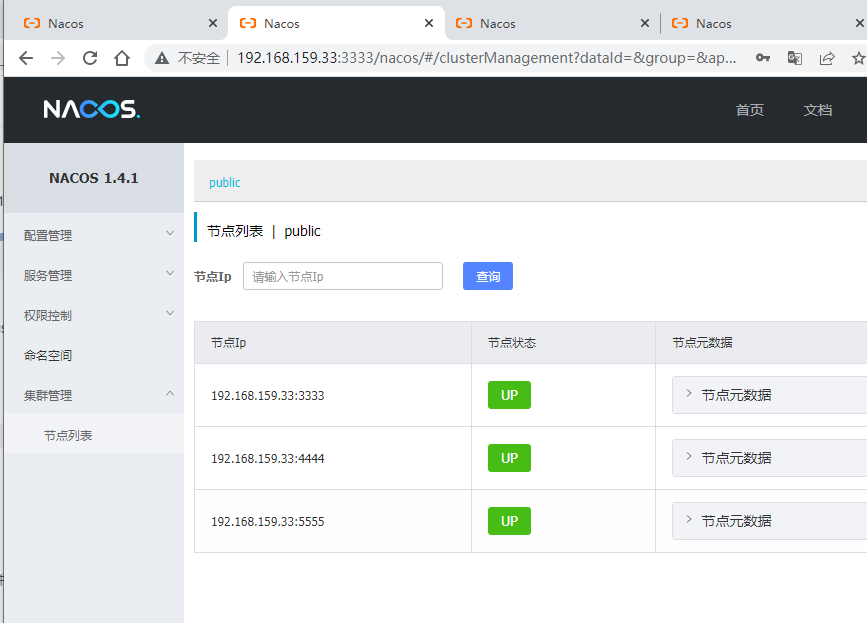 Nacos
Nacos
Nacos
Nacos
不安全 192.168.159.33:3333/nacos/#/clusterManagement?dataId=&group=&ap...
NACOS.
首页
文档
NACOS 1.4.1
配置管理
服务管理
权限控制
命名空间
集群管理
节点列表
public
节点列表 | public
节点Ip 请输入节点Ip 查询
节点Ip 节点状态 节点元数据
192.168.159.33:3333 UP 节点元数据
192.168.159.33:4444 UP 节点元数据
192.168.159.33:5555 UP 节点元数据